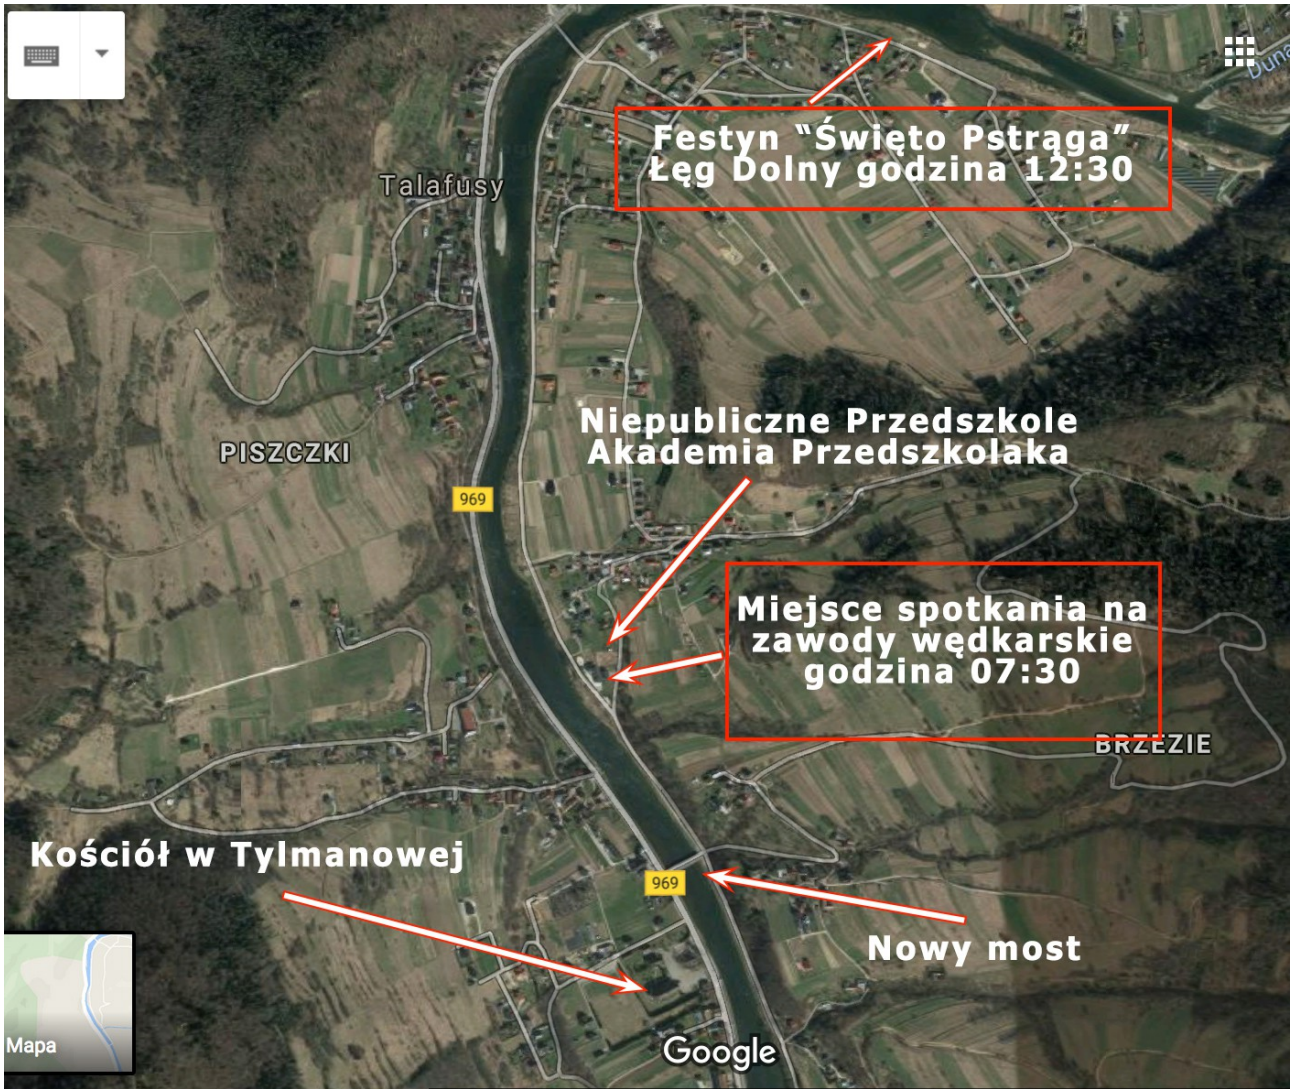 Duna
Festyn “Święto Pstrąga”
Łęg Dolny godzina 12:30
Talafusy
Niepubliczne Przedszkole
Akademia Przedszkolaka
PISZCZKI
969
Miejsce spotkania na
zawody wędkarskie
godzina 07:30
BRZEZIE
Kościół w Tylmanowej
969
Nowy most
Mapa
Google